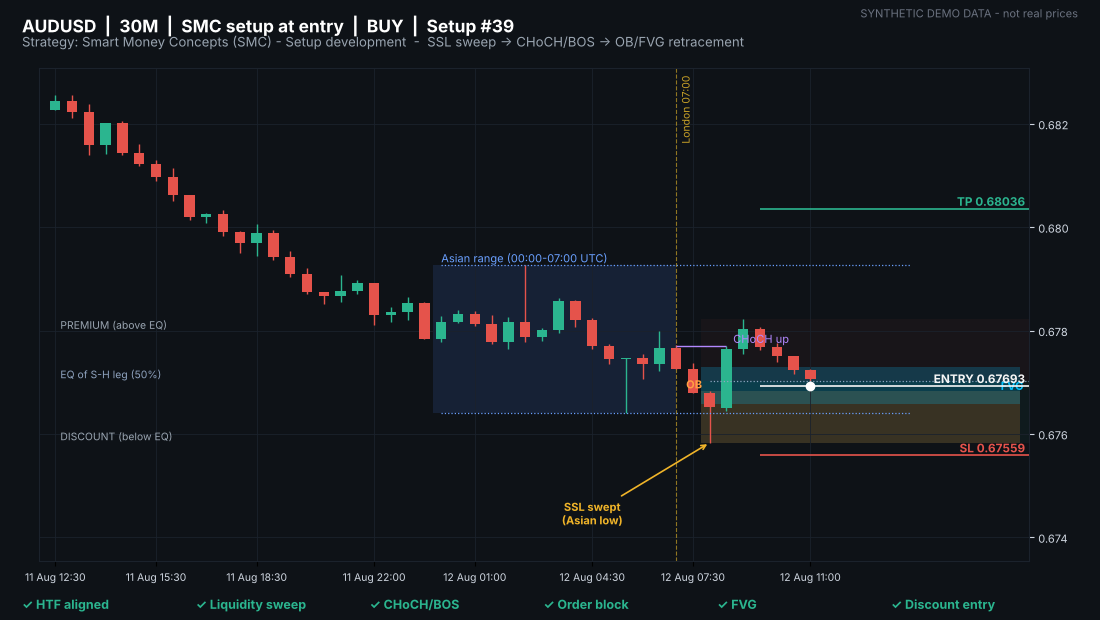 SYNTHETIC DEMO DATA - not real prices
AUDUSD | 30M | SMC setup at entry | BUY | Setup #39
Strategy: Smart Money Concepts (SMC) - Setup development - SSL sweep → CHoCH/BOS → OB/FVG retracement
London 07:00
0.682
TP 0.68036
0.680
Asian range (00:00-07:00 UTC)
PREMIUM (above EQ)
CHoCH up
0.678
EQ of S-H leg (50%)
ENTRY 0.67693
OB
FVG
DISCOUNT (below EQ)
0.676
SL 0.67559
SSL swept
(Asian low)
0.674
11 Aug 12:30 11 Aug 15:30 11 Aug 18:30 11 Aug 22:00 12 Aug 01:00 12 Aug 04:30 12 Aug 07:30 12 Aug 11:00
✓ HTF aligned ✓ Liquidity sweep ✓ CHoCH/BOS ✓ Order block ✓ FVG ✓ Discount entry